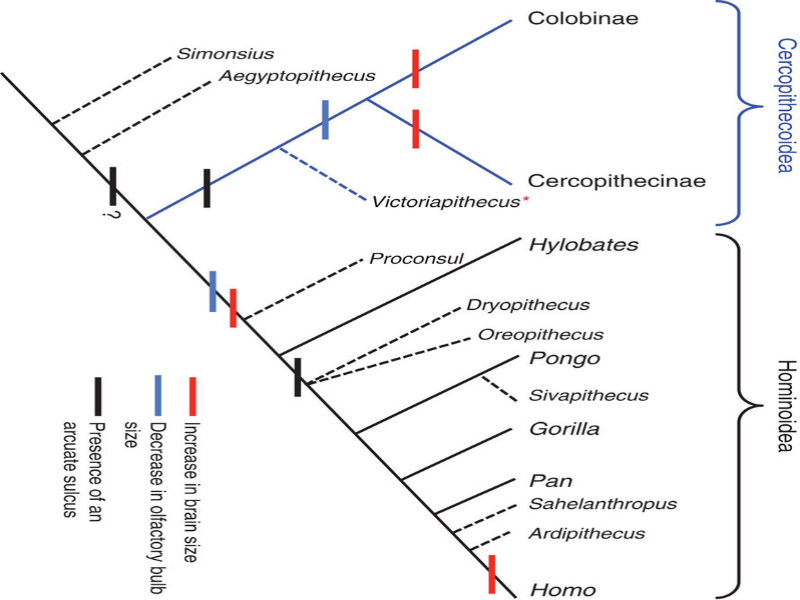 Colobinae
Simonsius
Aegyptopithecus
Cercopithecoidea
Cercopithecinae
Victoriapithecus*
?
Hylobates
Proconsul
Dryopithecus
Oreopithecus
Pongo
Sivapithecus
Hominoidea
Gorilla
Pan
Sahelanthropus
Ardipithecus
Homo
Increase in brain size
Decrease in olfactory bulb
size
Presence of an
arcuate sulcus